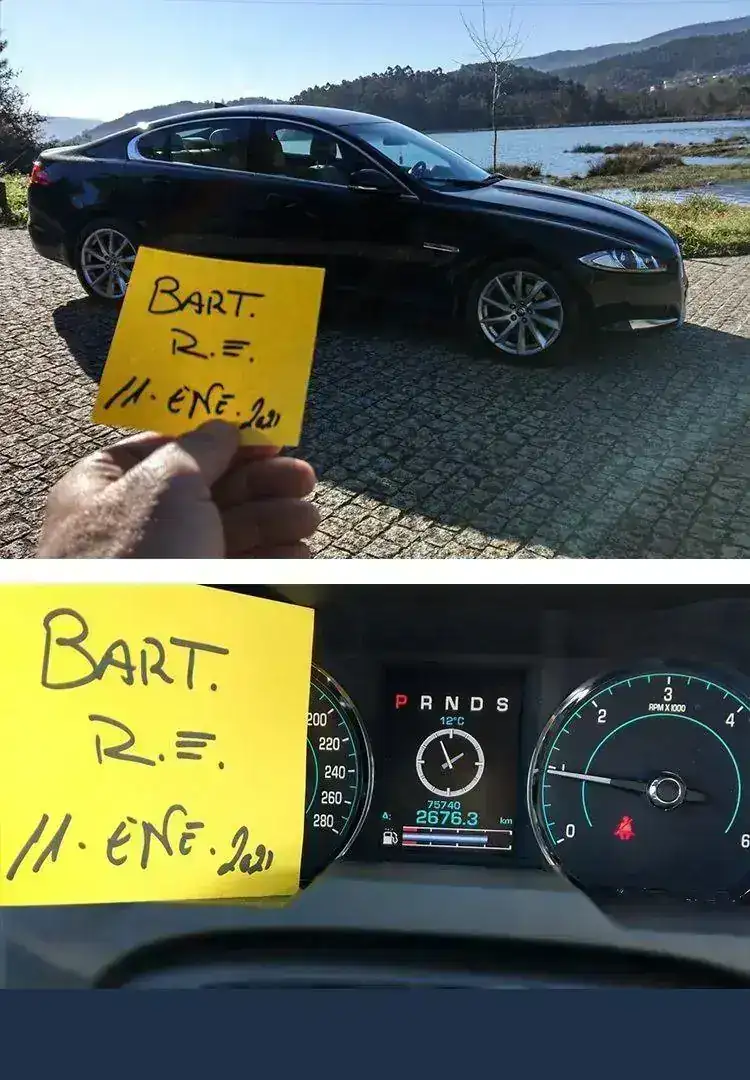 BART.
R.E.
11. ENE. 2021
BART.
R.E.
11. ENE. 2021
200
220
240
260
280
P R N D S
12°C
75740
A: 2676.3 km
0
1
2
3
4
6
RPM X 1000